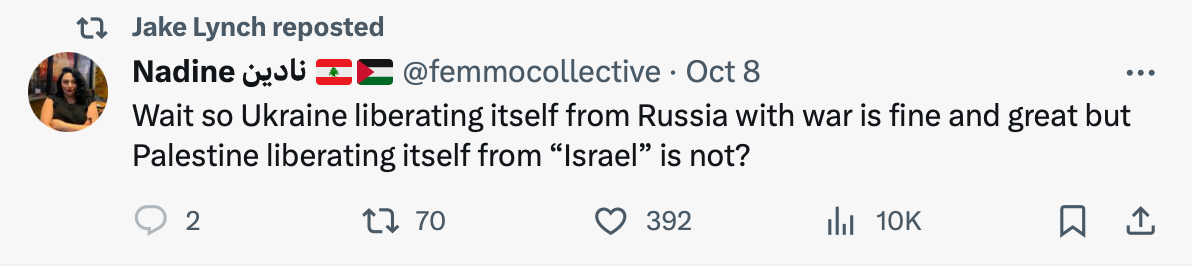 Jake Lynch reposted
Nadine نادين 🇱🇧🇵🇸 @femmocollective · Oct 8
Wait so Ukraine liberating itself from Russia with war is fine and great but
Palestine liberating itself from “Israel” is not?
2 70 392 10K